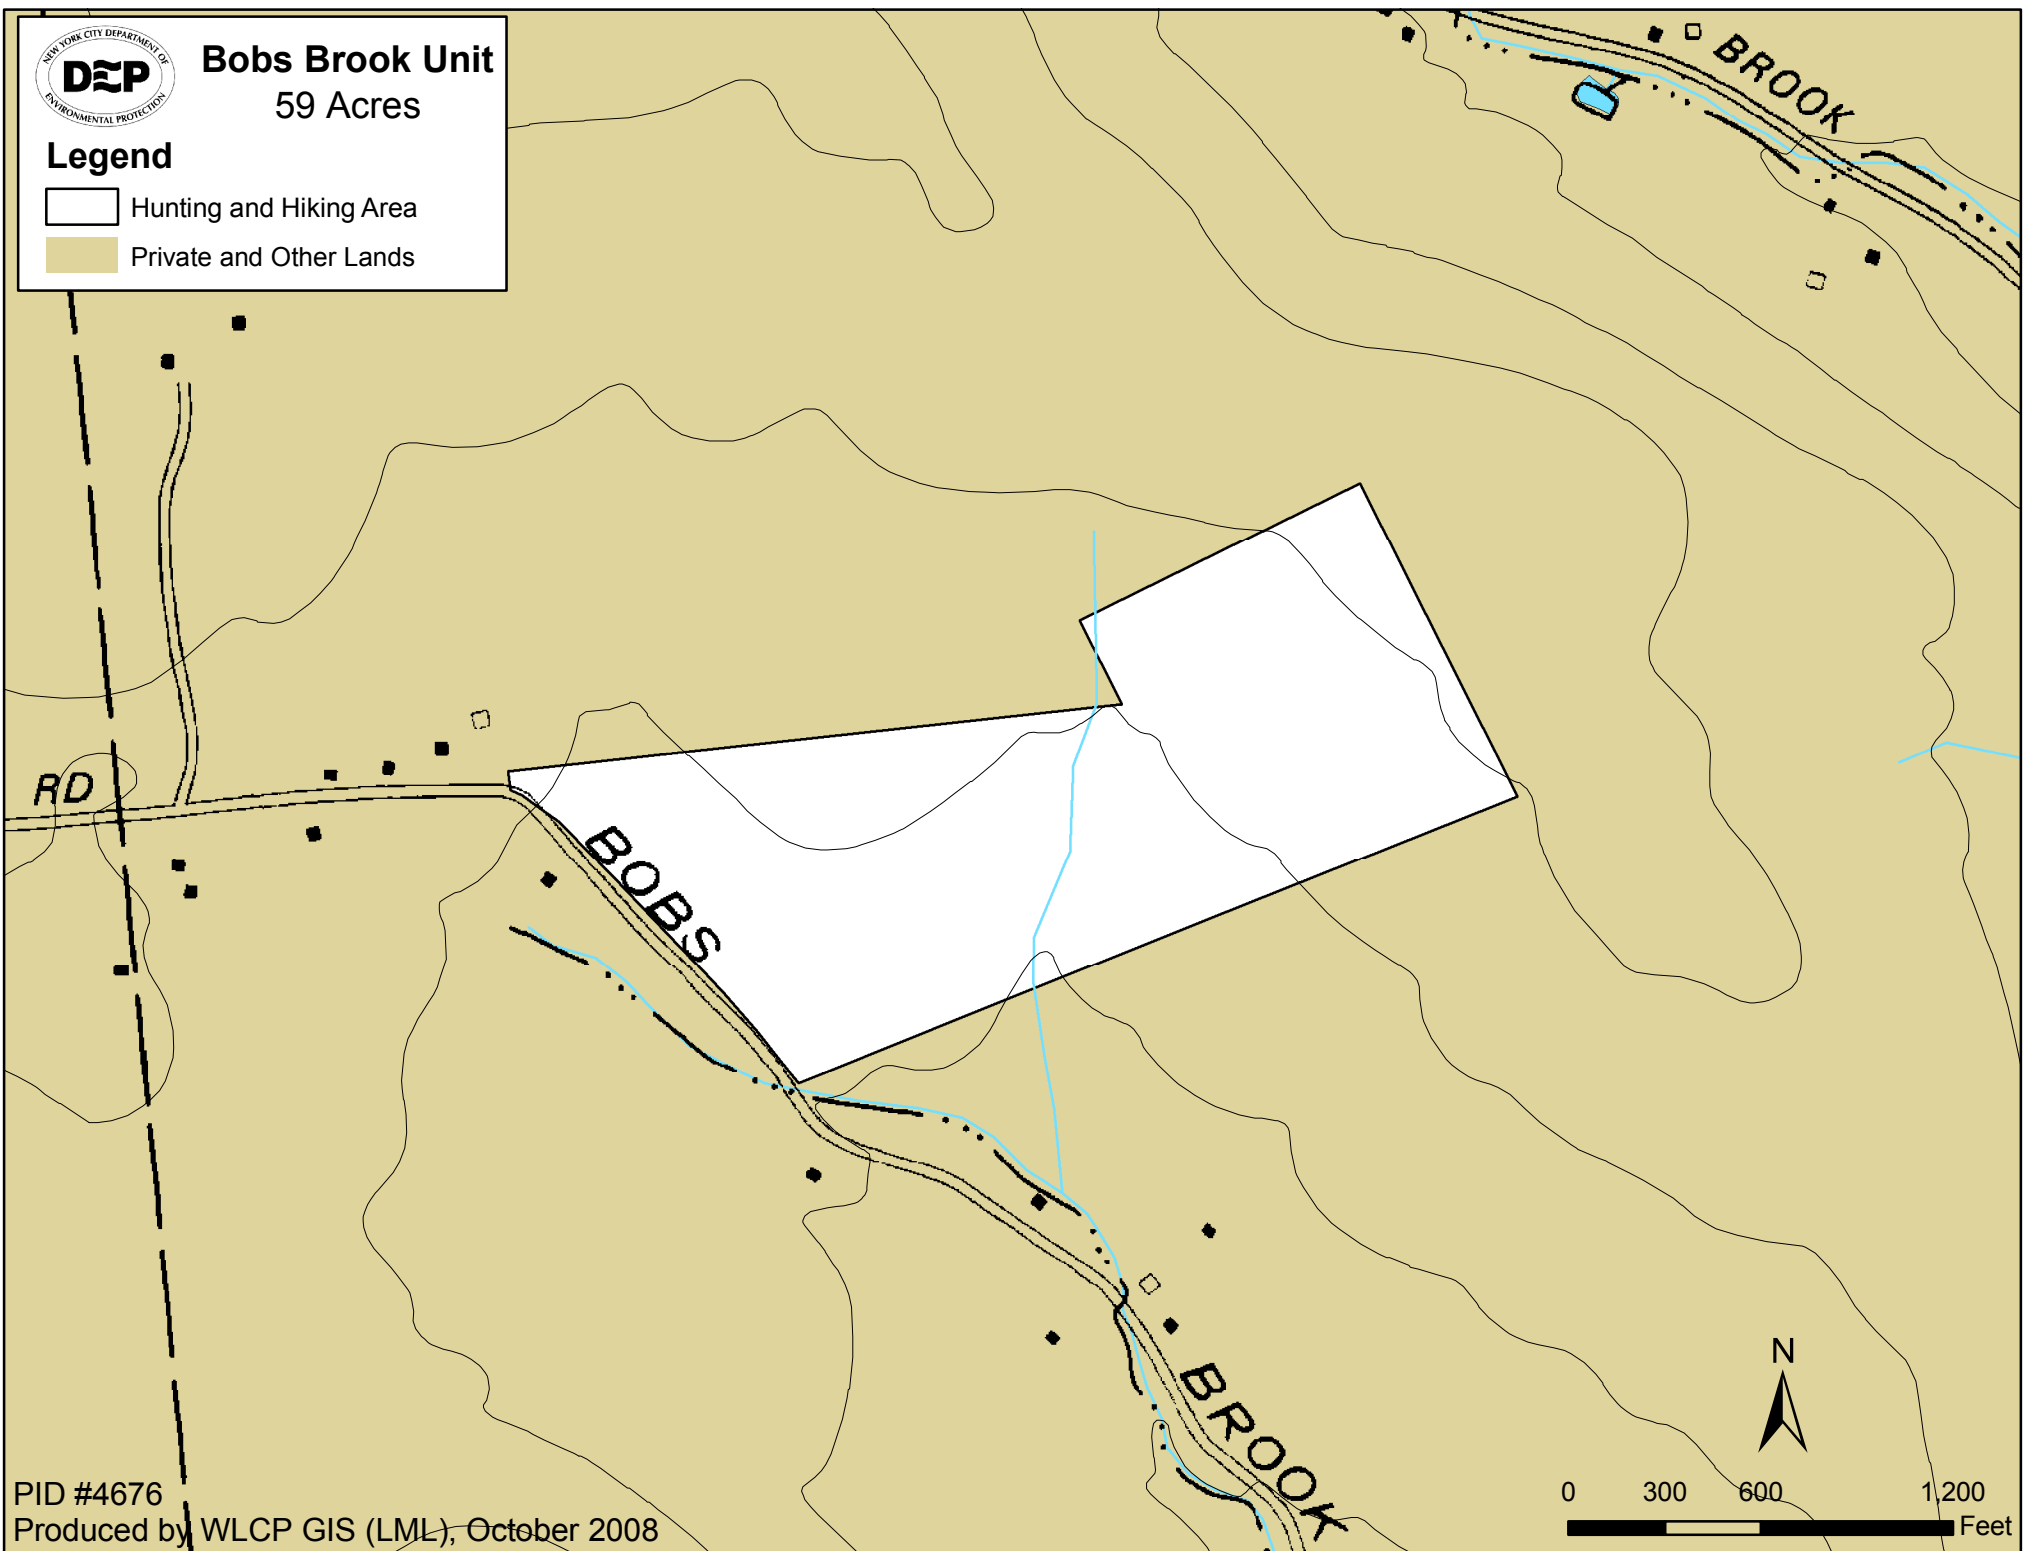 NEW YORK CITY DEPARTMENT OF
DEP
ENVIRONMENTAL PROTECTION
Bobs Brook Unit
59 Acres
Legend
Hunting and Hiking Area
Private and Other Lands
BROOK
RD
BOBS
BROOK
N
0 300 600 1,200
Feet
PID #4676
Produced by WLCP GIS (LML), October 2008